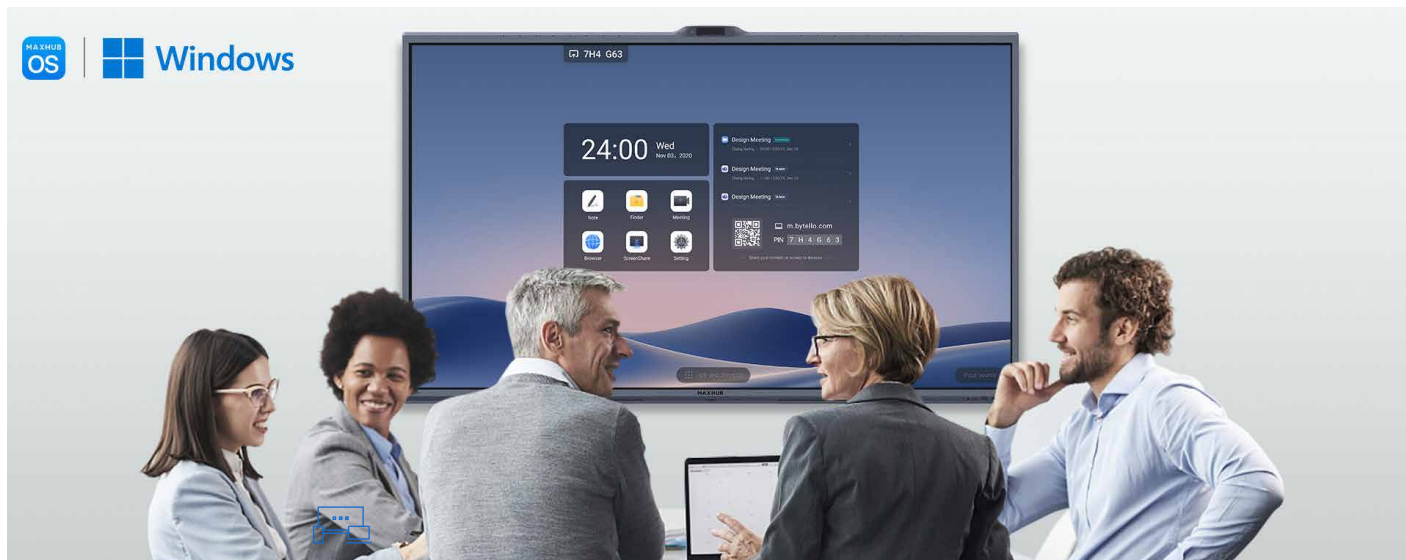 MAXHUB
OS
Windows
7H4 G63
24:00
Wed
Nov 03, 2020
Note
Finder
Meeting
Browser
ScreenShare
Setting
Design Meeting
Design Meeting
Design Meeting
m.bytello.com
PIN 7 H 4 G 6 3
MAXHUB